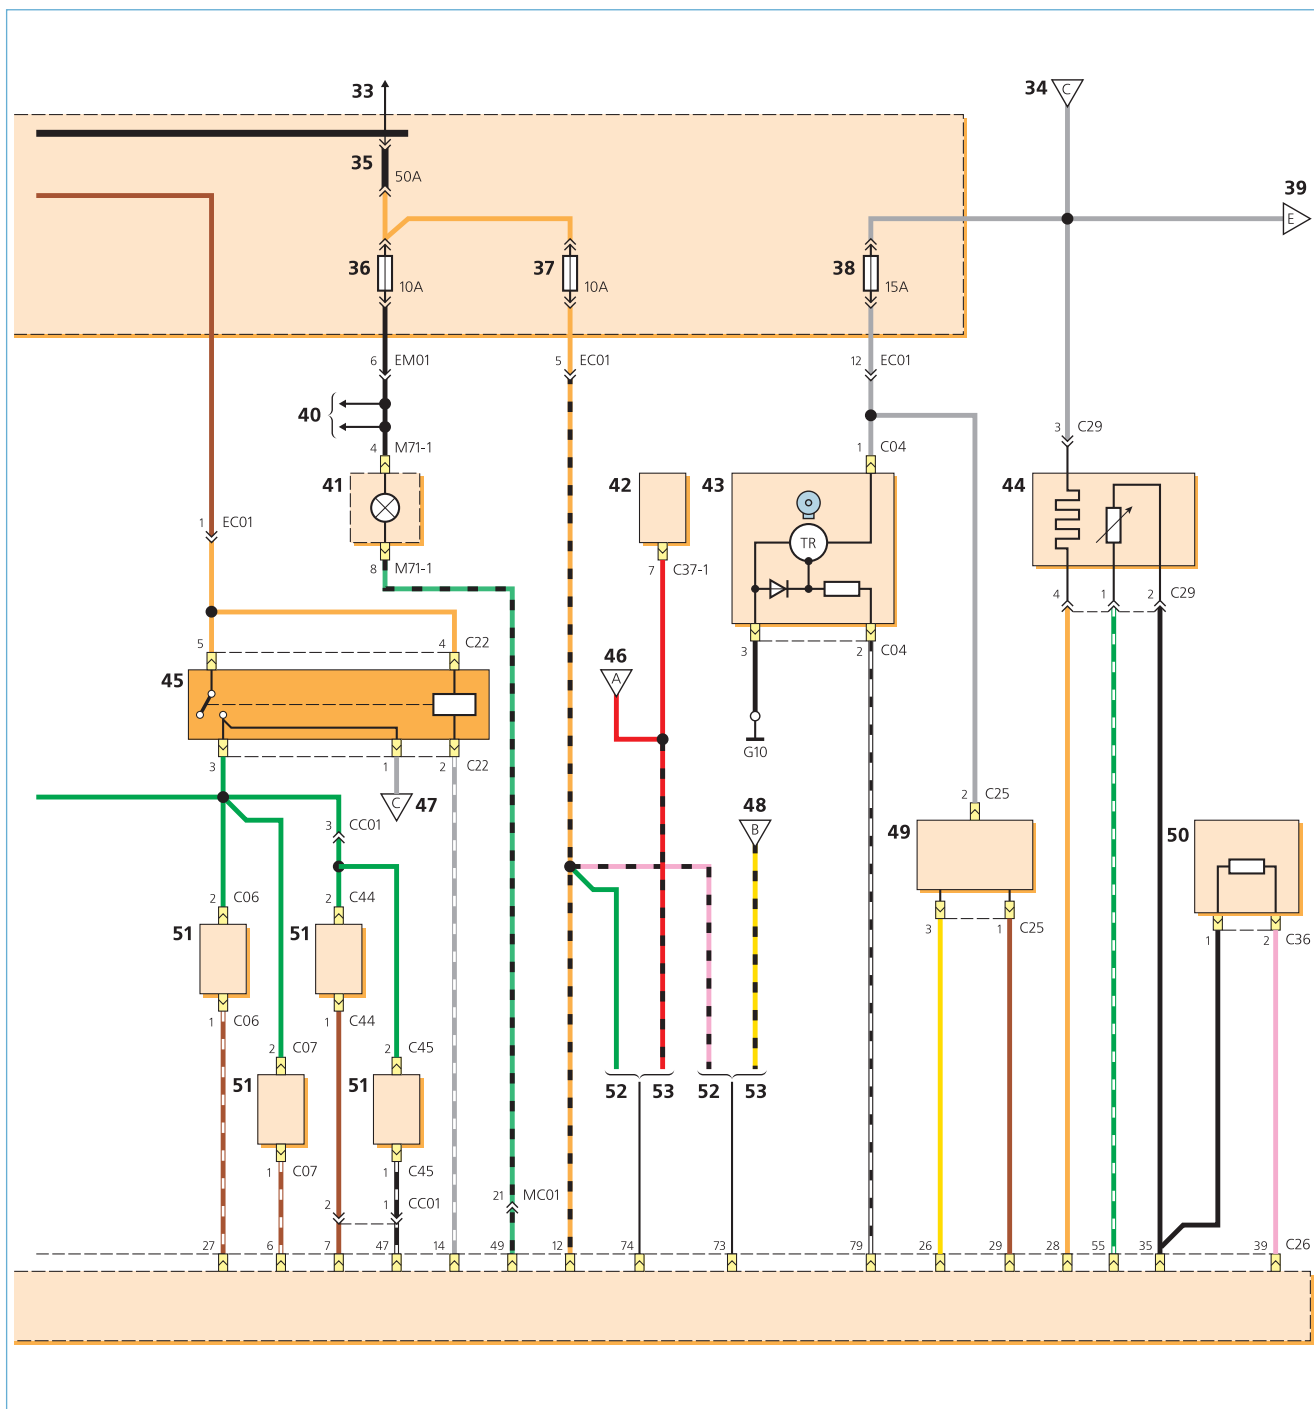 33
34 C
35
50A
39 E
36
10A
37
10A
38
15A
6 EM01
5 EC01
12 EC01
40
4 M71-1
1 C04
3 C29
41
42
43
44
1 EC01
TR
8 M71-1
7 C37-1
4 1 2 C29
5 4 C22
3 2 C04
45
46 A
G10
3 1 2 C22
C 47
2 C25
3 CC01
48 B
49
50
2 C06
2 C44
51
51
3 1 C25
1 2 C36
1 C06
1 C44
2 C07
2 C45
51
51
52 53 52 53
1 C07
1 C45
2 1 CC01
21 MC01
27 6 7 47 14 49 12 74 73 79 26 29 28 55 35 39 C26